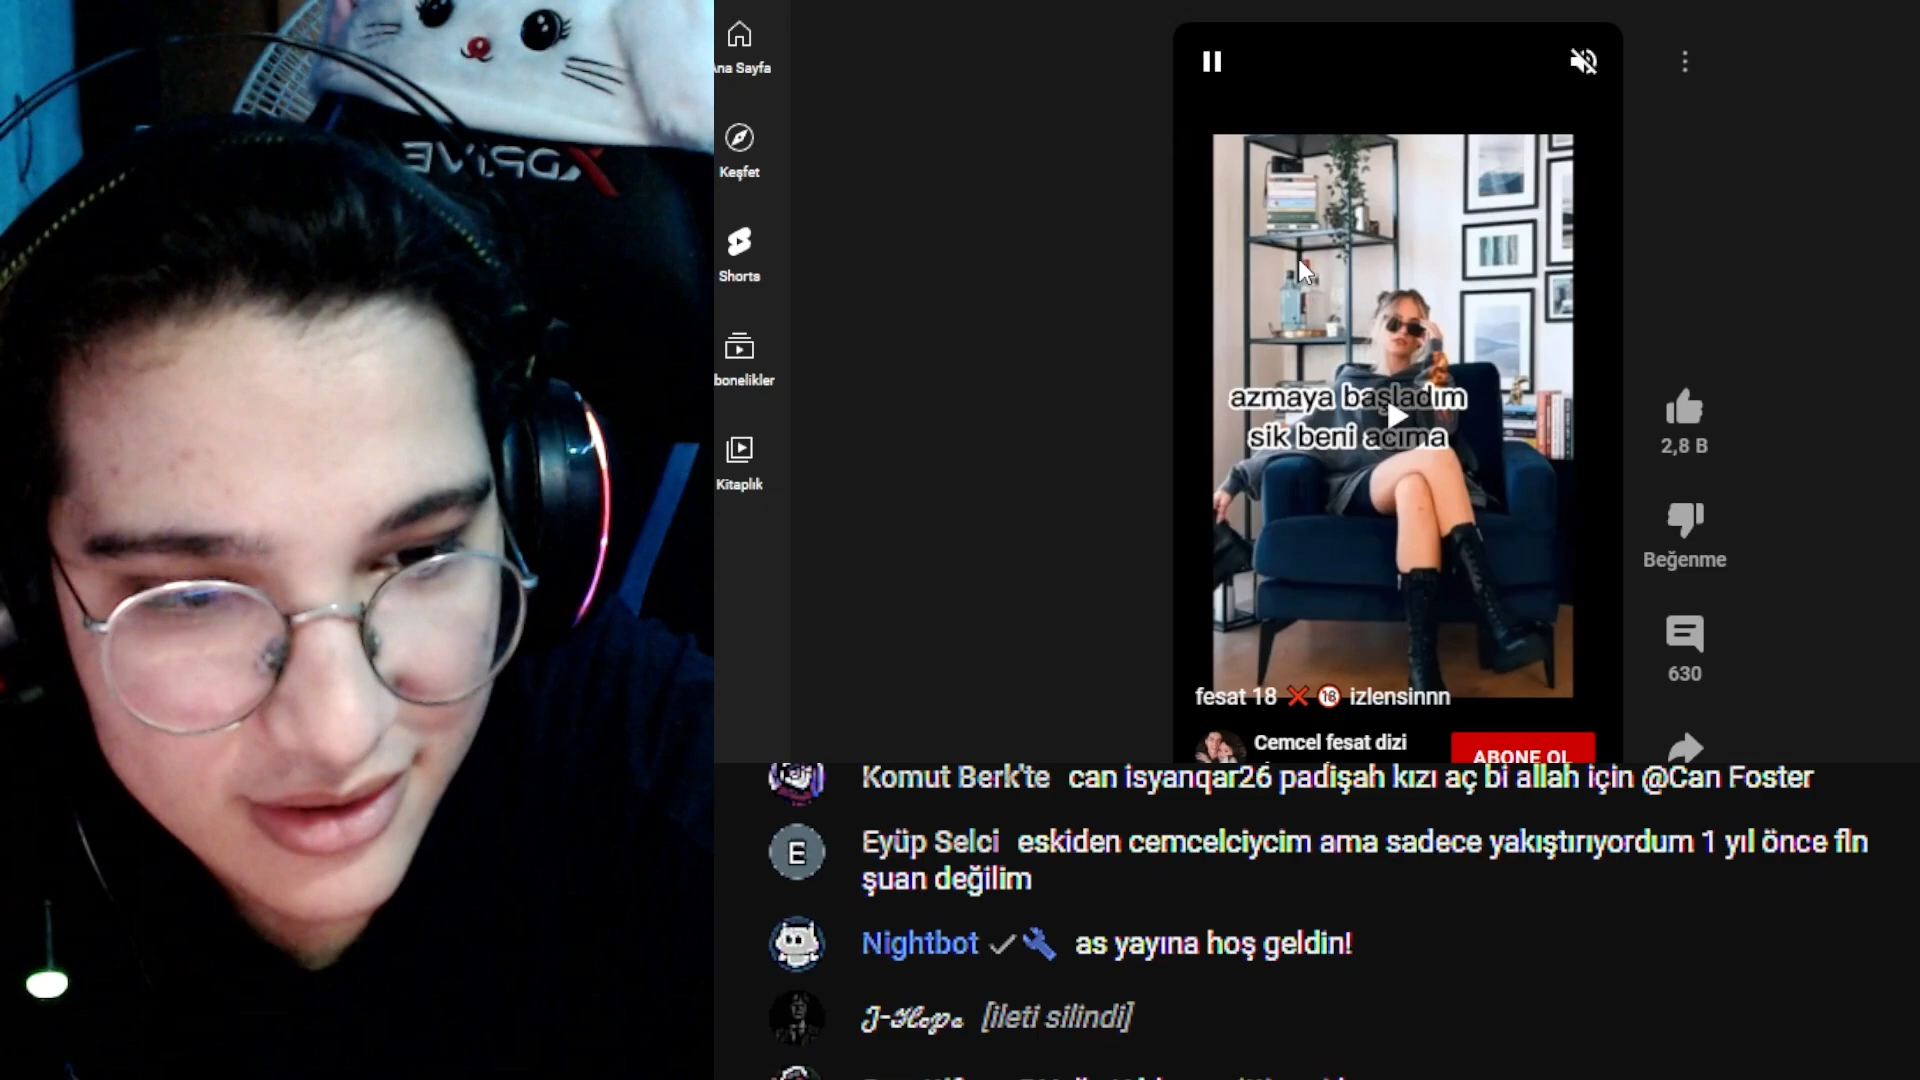 Ana Sayfa
Keşfet
Shorts
bonelikler
Kitaplık
azmaya başladım
sik beni acıma
fesat 18 ❌ 🔞 izlensinnn
Cemcel fesat dizi
ABONE OL
2,8 B
Beğenme
630
Komut Berk'te can isyanqar26 padişah kızı aç bi allah için @Can Foster
E
Eyüp Selci eskiden cemcelciycim ama sadece yakıştırıyordum 1 yıl önce fln
şuan değilim
Nightbot as yayına hoş geldin!
J-Hope [ileti silindi]